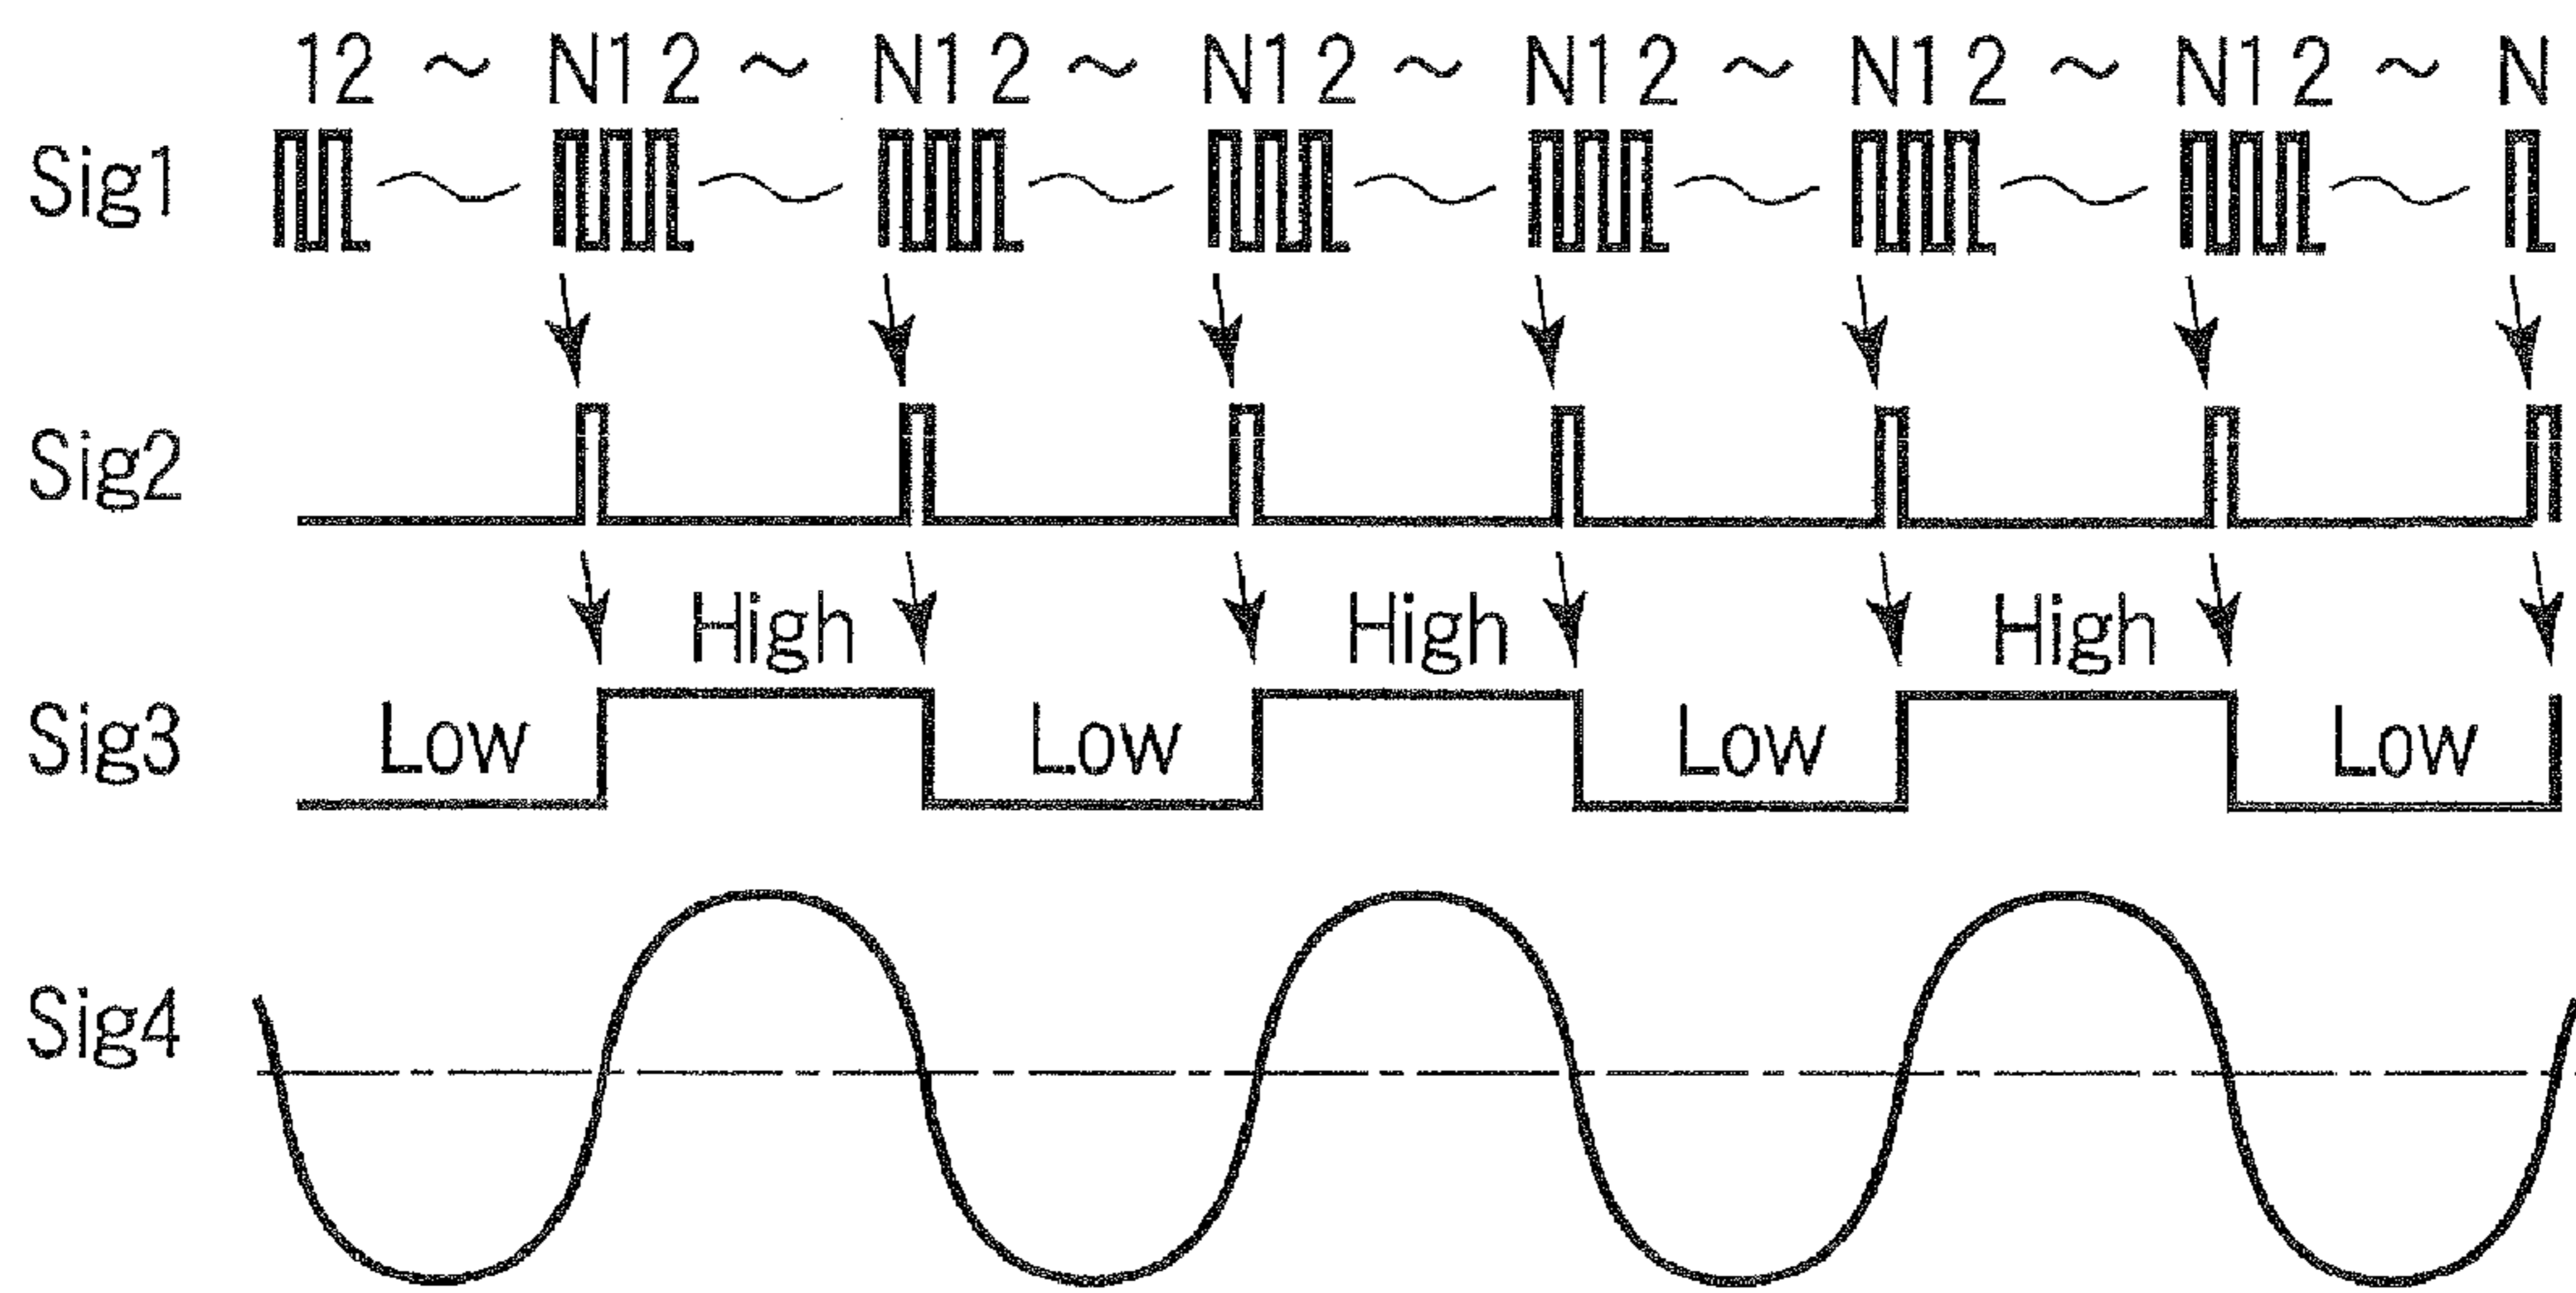 12 ~ N12 ~ N12 ~ N12 ~ N12 ~ N12 ~ N12 ~ N
Sig1
Sig2
High High High
Sig3 Low Low Low Low
Sig4